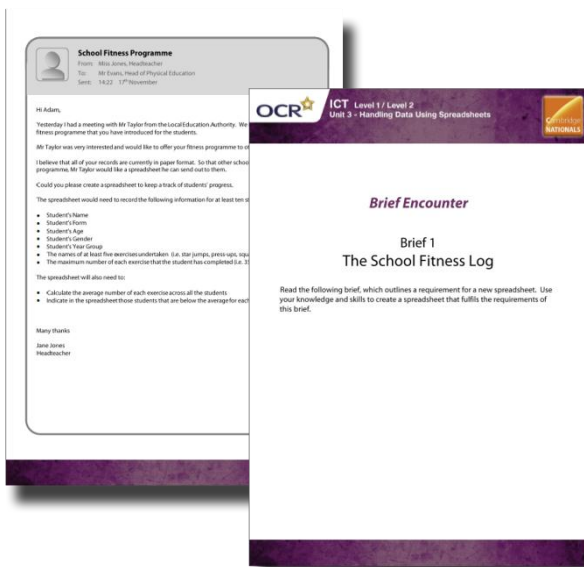 School Fitness Programme
From: Miss Jones, Headteacher
To: Mr Evans, Head of Physical Education
Sent: 14:22 17th November
Hi Adam,
Yesterday I had a meeting with Mr Taylor from the Local Education Authority. We
fitness programme that you have introduced for the students.
Mr Taylor was very interested and would like to offer your fitness programme to
I believe that all of your records are currently in paper format. So that other
programme, Mr Taylor would like a spreadsheet he can send out to them.
Could you please create a spreadsheet to keep a track of students' progress.
The spreadsheet would need to record the following information for at least ten
• Student's Name
• Student's Form
• Student's Age
• Student's Gender
• Student's Year Group
• The names of at least five exercises undertaken (i.e. star jumps, press-ups,
• The maximum number of each exercise that the student has completed (i.e.
The spreadsheet will also need to:
• Calculate the average number of each exercise across all the students
• Indicate in the spreadsheet those students that are below the average for
Many thanks
Jane Jones
Headteacher
OCR
ICT Level 1 / Level 2
Unit 3 - Handling Data Using Spreadsheets
Cambridge
NATIONALS
Brief Encounter
Brief 1
The School Fitness Log
Read the following brief, which outlines a requirement for a new spreadsheet. Use
your knowledge and skills to create a spreadsheet that fulfils the requirements of
this brief.